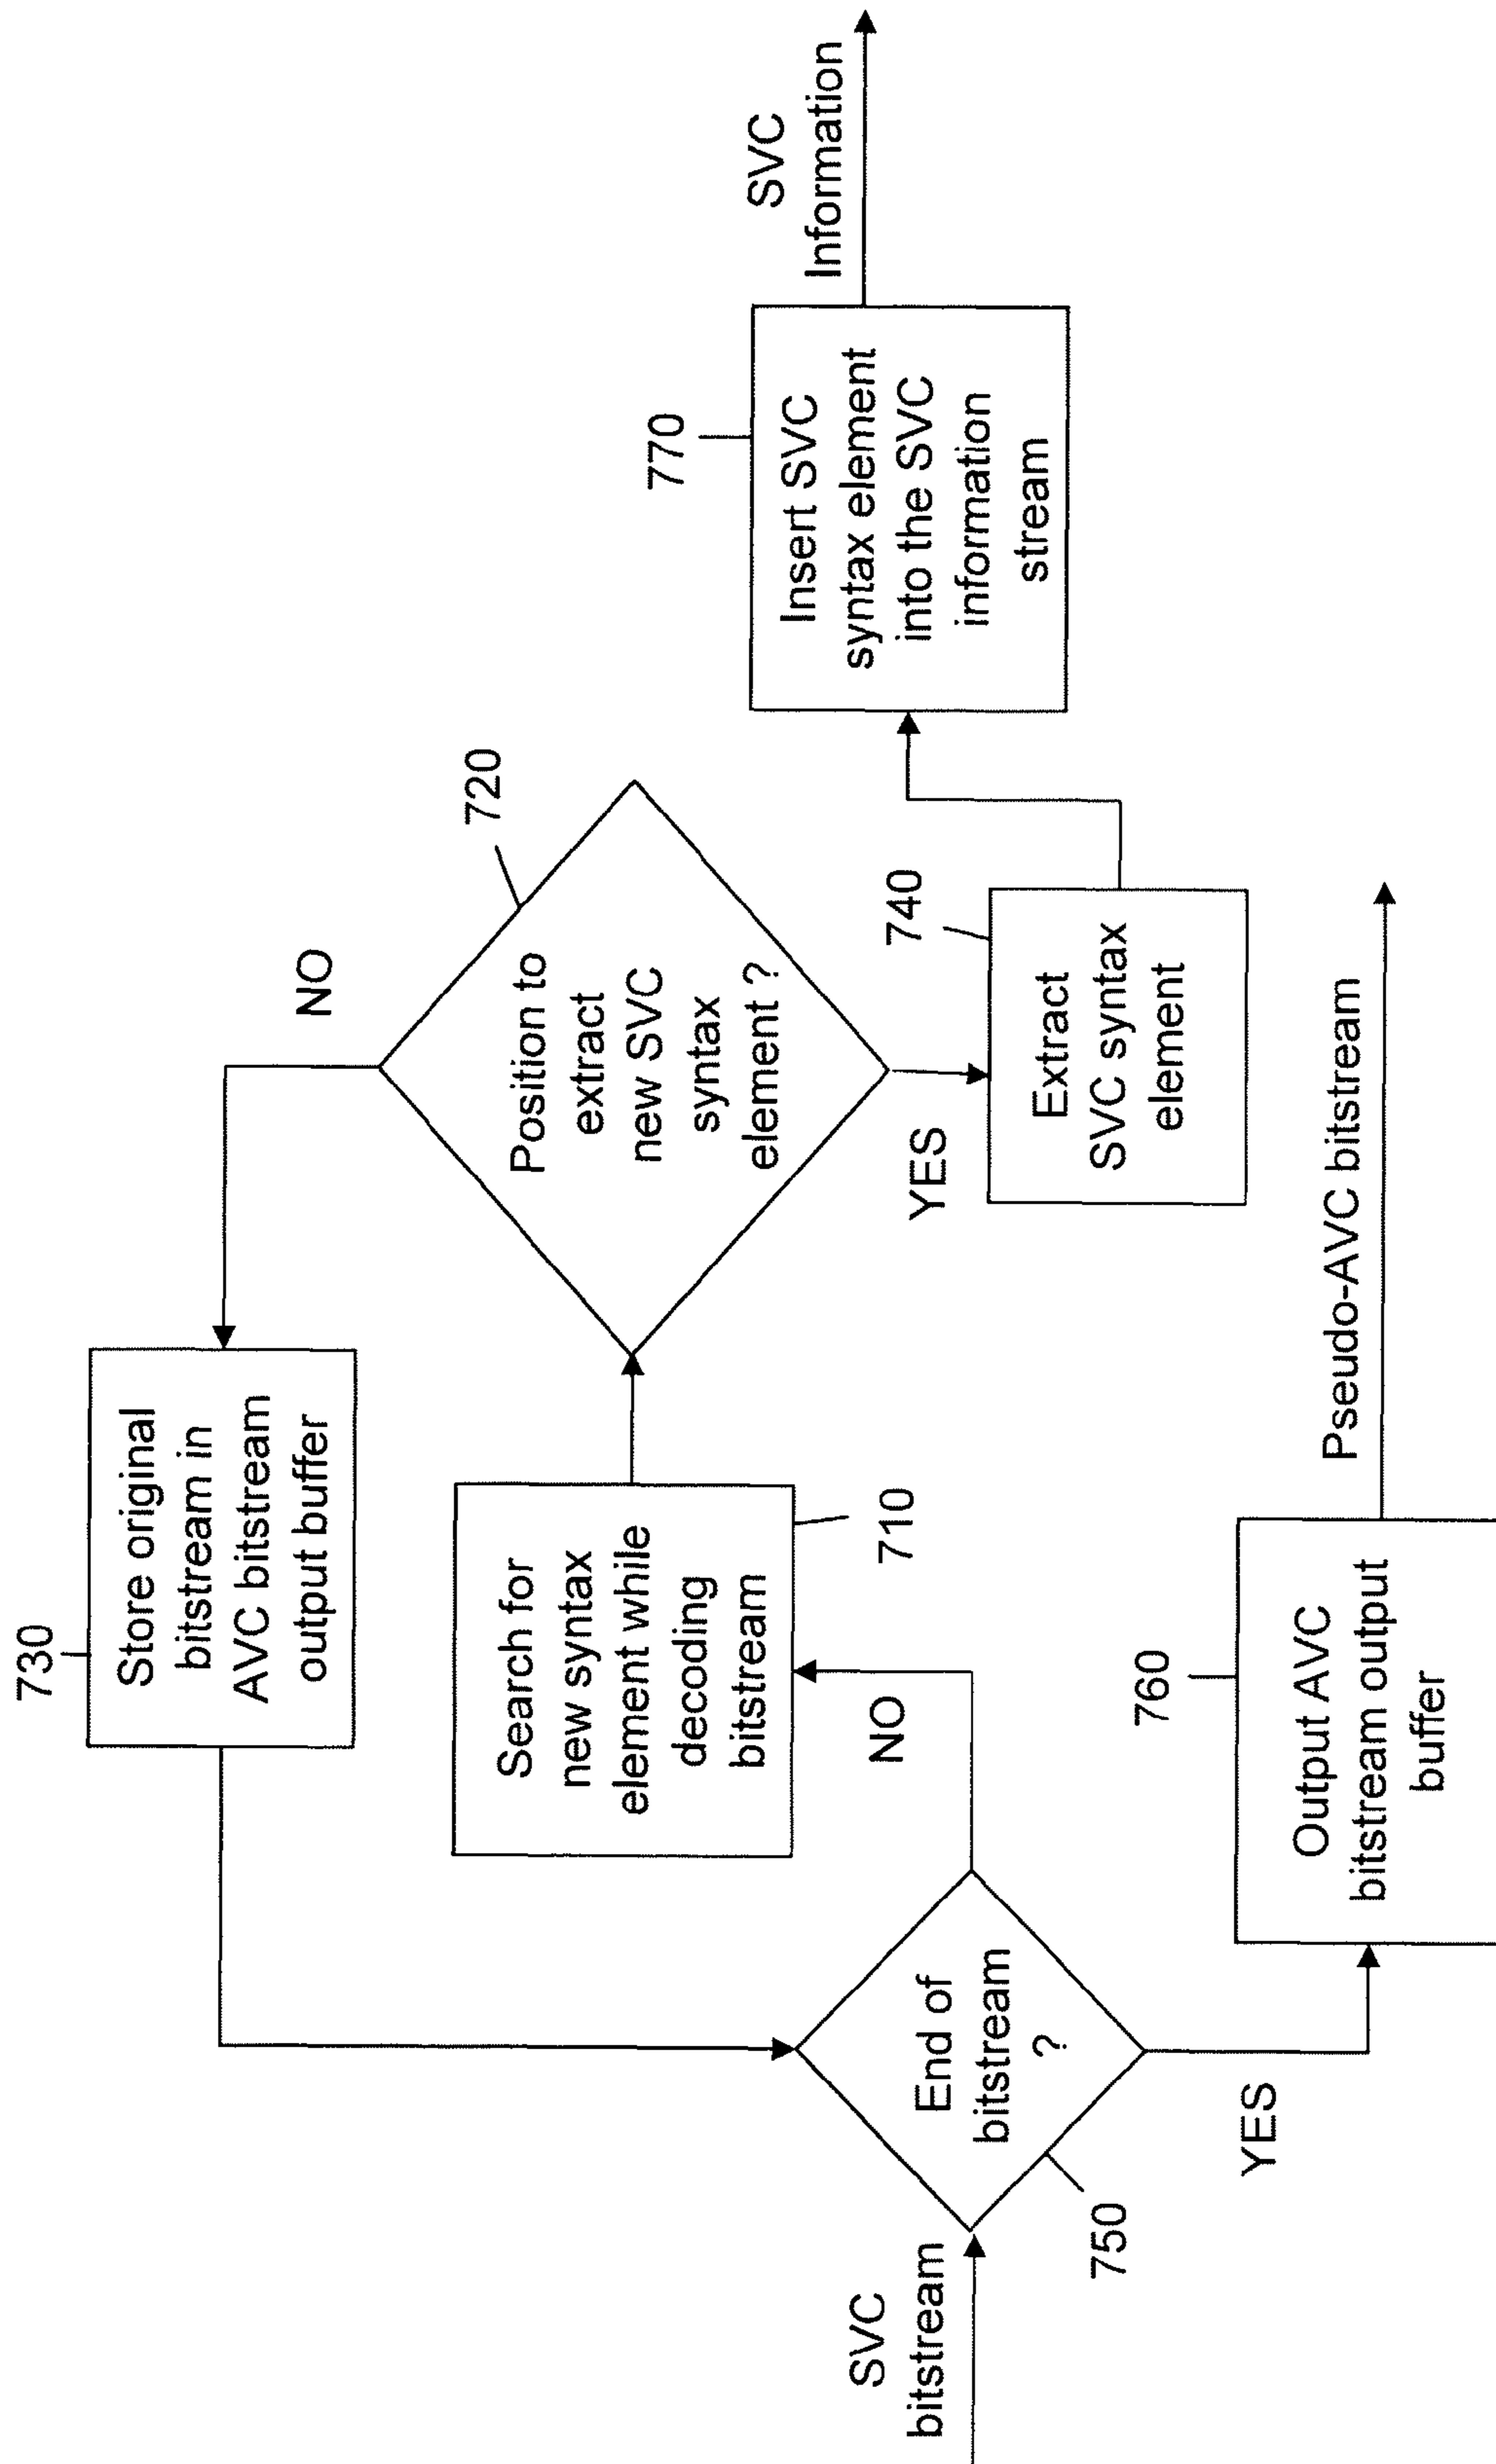 SVC
bitstream
750
End of
bitstream
?
NO
YES
730
Store original
bitstream in
AVC bitstream
output buffer
Search for
new syntax
element while
decoding
bitstream
710
760
Output AVC
bitstream output
buffer
Pseudo-AVC bitstream
NO
720
Position to
extract
new SVC
syntax
element ?
YES
740
Extract
SVC syntax
element
770
Insert SVC
syntax element
into the SVC
information
stream
SVC
Information